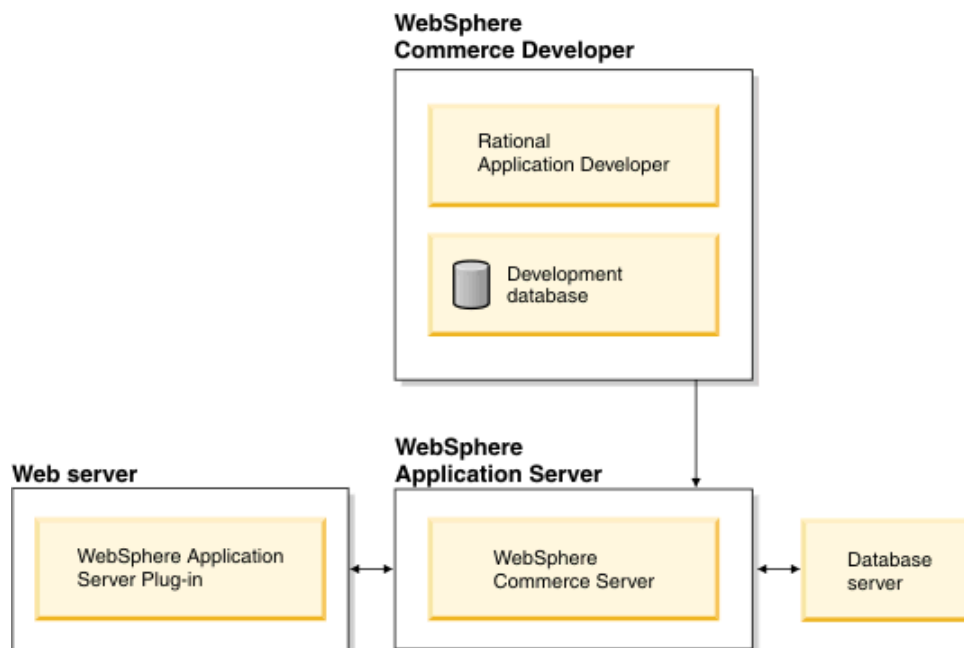 WebSphere
Commerce Developer
Rational
Application Developer
Development
database
WebSphere
Application Server
Web server
WebSphere Application
Server Plug-in
WebSphere
Commerce Server
Database
server